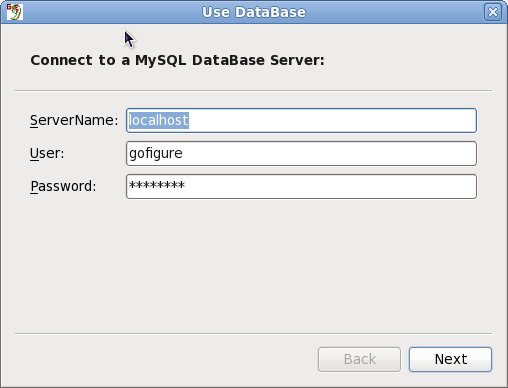 Use DataBase
Connect to a MySQL DataBase Server:
ServerName: localhost
User: gofigure
Password: ********
Back Next